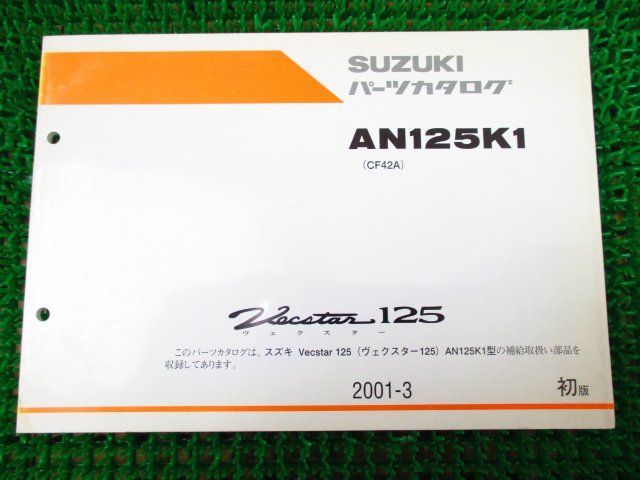 SUZUKI
パーツカタログ
AN125K1
(CF42A)
Vecstar 125
ヴェクスター
このパーツカタログは、スズキ Vecstar 125(ヴェクスター125)AN125K1型の補給取扱い部品を
収録してあります。
2001-3 初版